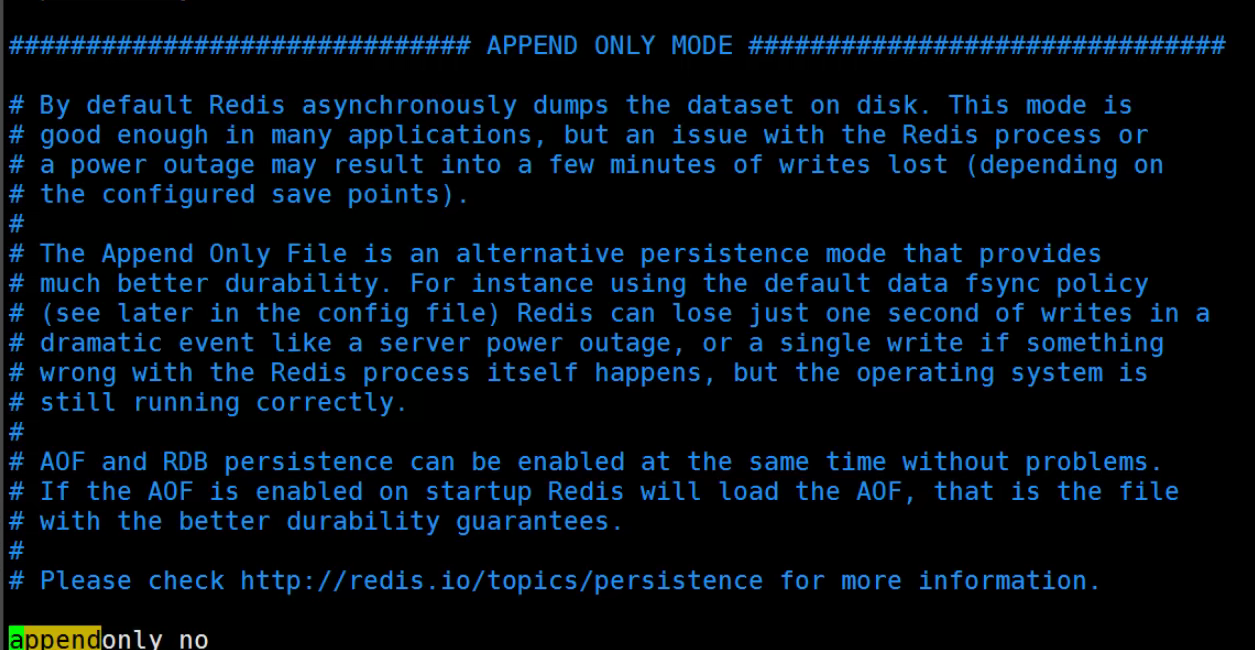 ############################## APPEND ONLY MODE ###############################
# By default Redis asynchronously dumps the dataset on disk. This mode is
# good enough in many applications, but an issue with the Redis process or
# a power outage may result into a few minutes of writes lost (depending on
# the configured save points).
#
# The Append Only File is an alternative persistence mode that provides
# much better durability. For instance using the default data fsync policy
# (see later in the config file) Redis can lose just one second of writes in a
# dramatic event like a server power outage, or a single write if something
# wrong with the Redis process itself happens, but the operating system is
# still running correctly.
#
# AOF and RDB persistence can be enabled at the same time without problems.
# If the AOF is enabled on startup Redis will load the AOF, that is the file
# with the better durability guarantees.
#
# Please check http://redis.io/topics/persistence for more information.
appendonly no